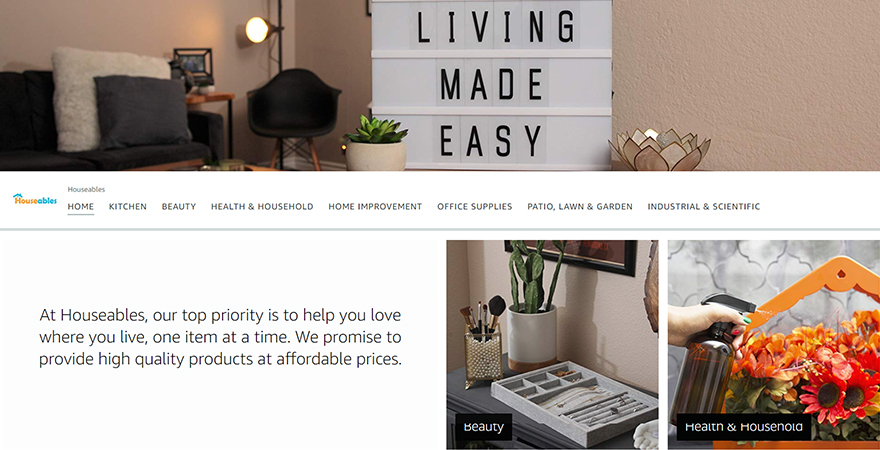 LIVING
MADE
EASY
Houseables
Houseables
HOME KITCHEN BEAUTY HEALTH & HOUSEHOLD HOME IMPROVEMENT OFFICE SUPPLIES PATIO, LAWN & GARDEN INDUSTRIAL & SCIENTIFIC
At Houseables, our top priority is to help you love
where you live, one item at a time. We promise to
provide high quality products at affordable prices.
Beauty
Health & Household